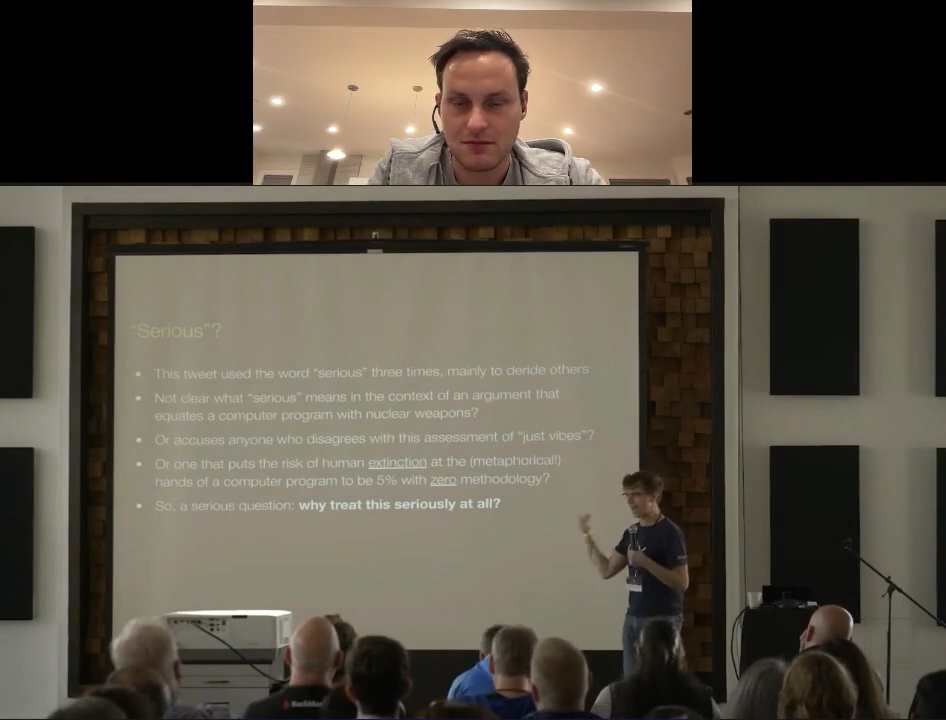 “Serious”?
• This tweet used the word “serious” three times, mainly to deride others
• Not clear what “serious” means in the context of an argument that
equates a computer program with nuclear weapons?
• Or accuses anyone who disagrees with this assessment of “just vibes”?
• Or one that puts the risk of human extinction at the (metaphorical!)
hands of a computer program to be 5% with zero methodology?
• So, a serious question: why treat this seriously at all?